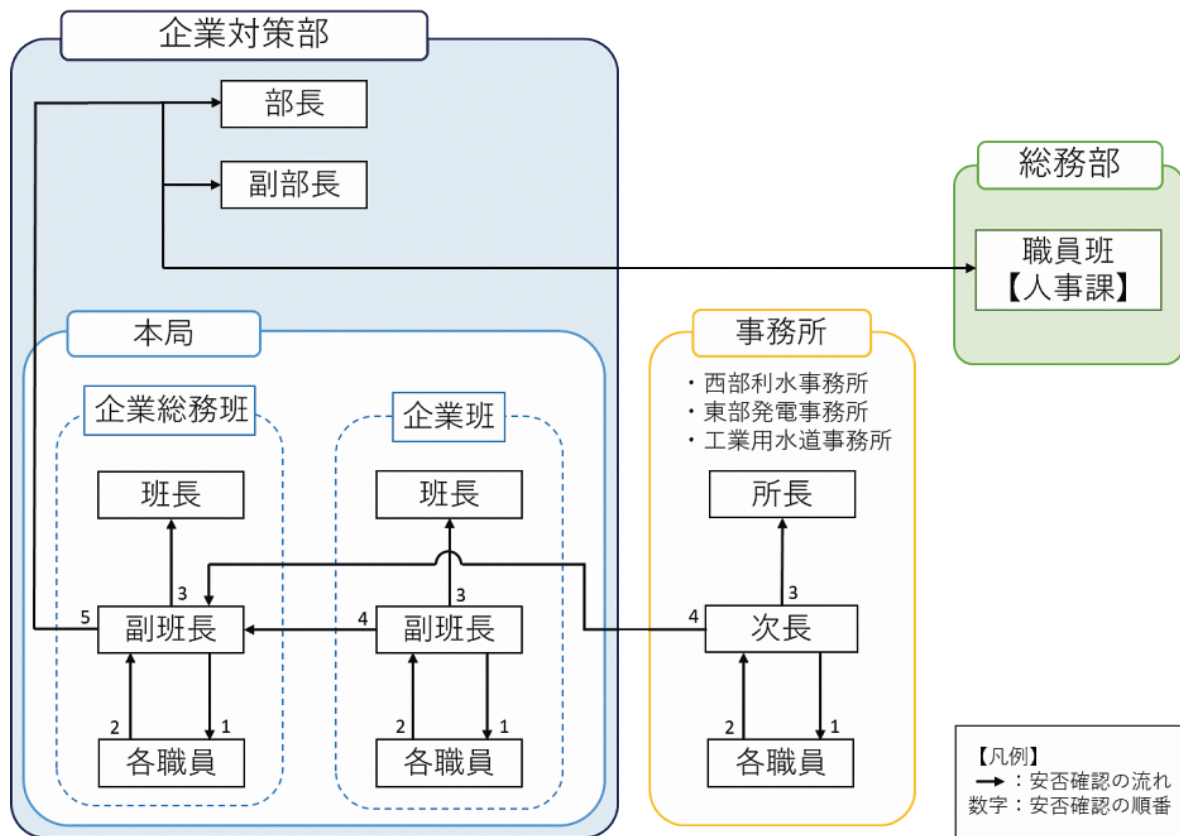 企業対策部
部長
副部長
総務部
職員班
【人事課】
本局
企業総務班
班長
3
5
副班長
2
1
各職員
企業班
班長
3
4
副班長
2
1
各職員
事務所
・西部利水事務所
・東部発電事務所
・工業用水道事務所
所長
3
4
次長
2
1
各職員
【凡例】
：安否確認の流れ
数字：安否確認の順番